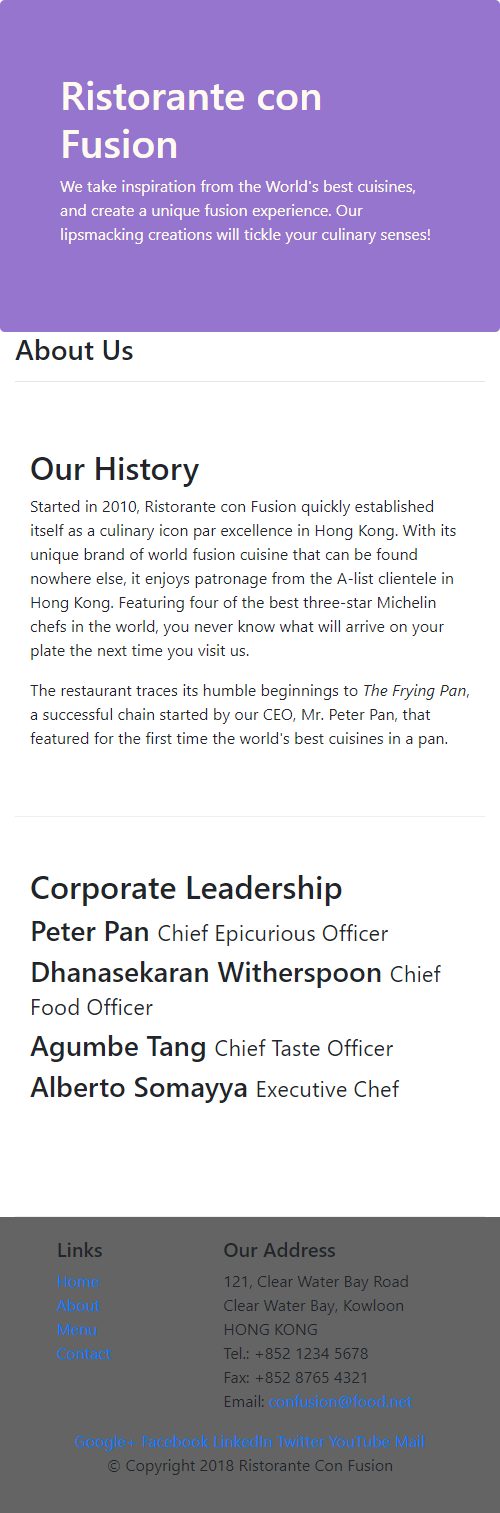 Ristorante con
Fusion
We take inspiration from the World's best cuisines,
and create a unique fusion experience. Our
lipsmacking creations will tickle your culinary senses!
About Us
Our History
Started in 2010, Ristorante con Fusion quickly established
itself as a culinary icon par excellence in Hong Kong. With its
unique brand of world fusion cuisine that can be found
nowhere else, it enjoys patronage from the A-list clientele in
Hong Kong. Featuring four of the best three-star Michelin
chefs in the world, you never know what will arrive on your
plate the next time you visit us.
The restaurant traces its humble beginnings to The Frying Pan,
a successful chain started by our CEO, Mr. Peter Pan, that
featured for the first time the world's best cuisines in a pan.
Corporate Leadership
Peter Pan Chief Epicurious Officer
Dhanasekaran Witherspoon Chief
Food Officer
Agumbe Tang Chief Taste Officer
Alberto Somayya Executive Chef
Links
Home
About
Menu
Contact
Our Address
121, Clear Water Bay Road
Clear Water Bay, Kowloon
HONG KONG
Tel.: +852 1234 5678
Fax: +852 8765 4321
Email: confusion@food.net
Google+ Facebook LinkedIn Twitter YouTube Mail
© Copyright 2018 Ristorante Con Fusion